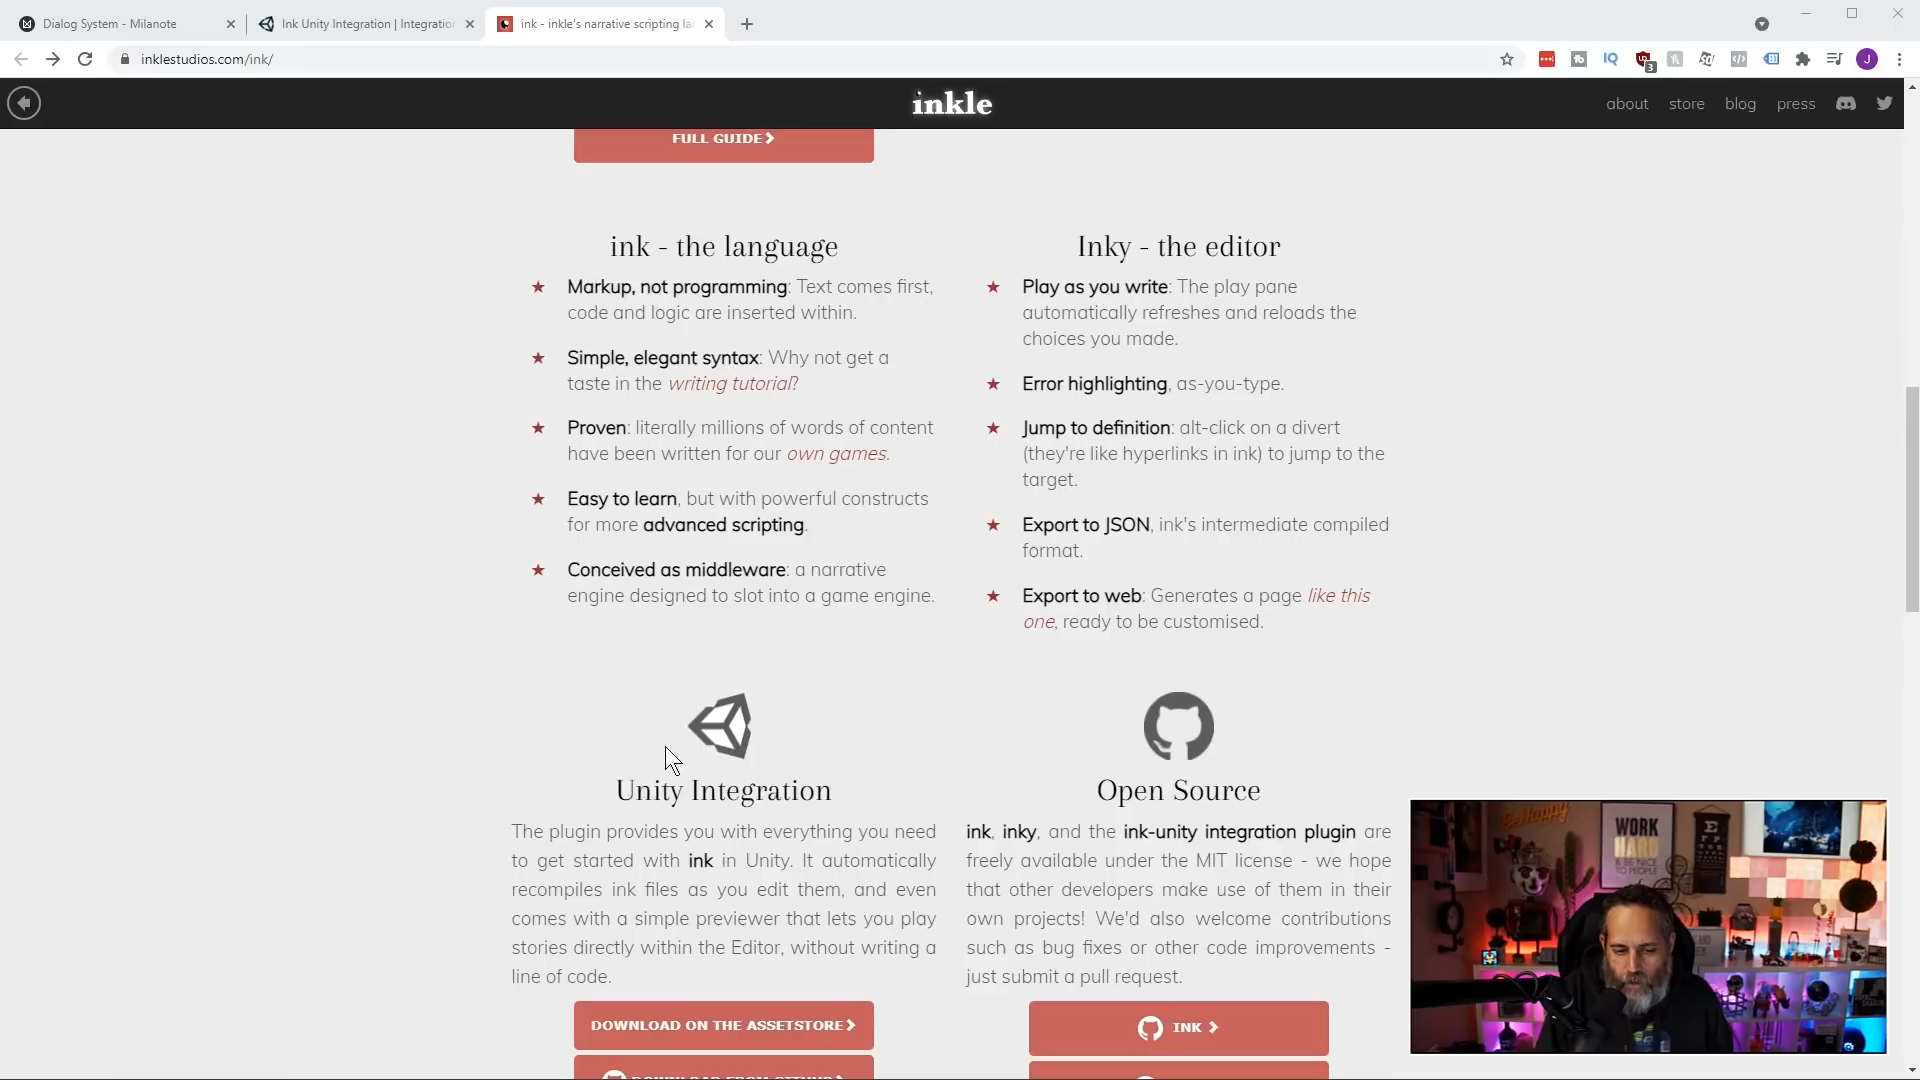 Dialog System - Milanote
Ink Unity Integration | Integration
ink - inkle's narrative scripting la
inklestudios.com/ink/
IQ
3
J
inkle
about
store
blog
press
FULL GUIDE
ink - the language
Markup, not programming: Text comes first,
code and logic are inserted within.
Simple, elegant syntax: Why not get a
taste in the writing tutorial?
Proven: literally millions of words of content
have been written for our own games.
Easy to learn, but with powerful constructs
for more advanced scripting.
Conceived as middleware: a narrative
engine designed to slot into a game engine.
Inky - the editor
Play as you write: The play pane
automatically refreshes and reloads the
choices you made.
Error highlighting, as-you-type.
Jump to definition: alt-click on a divert
(they're like hyperlinks in ink) to jump to the
target.
Export to JSON, ink's intermediate compiled
format.
Export to web: Generates a page like this
one, ready to be customised.
Unity Integration
The plugin provides you with everything you need
to get started with ink in Unity. It automatically
recompiles ink files as you edit them, and even
comes with a simple previewer that lets you play
stories directly within the Editor, without writing a
line of code.
DOWNLOAD ON THE ASSETSTORE
DOWNLOAD FROM GITHUB
Open Source
ink, inky, and the ink-unity integration plugin are
freely available under the MIT license - we hope
that other developers make use of them in their
own projects! We'd also welcome contributions
such as bug fixes or other code improvements -
just submit a pull request.
INK
WORK
HARD
& BE NICE
TO PEOPLE